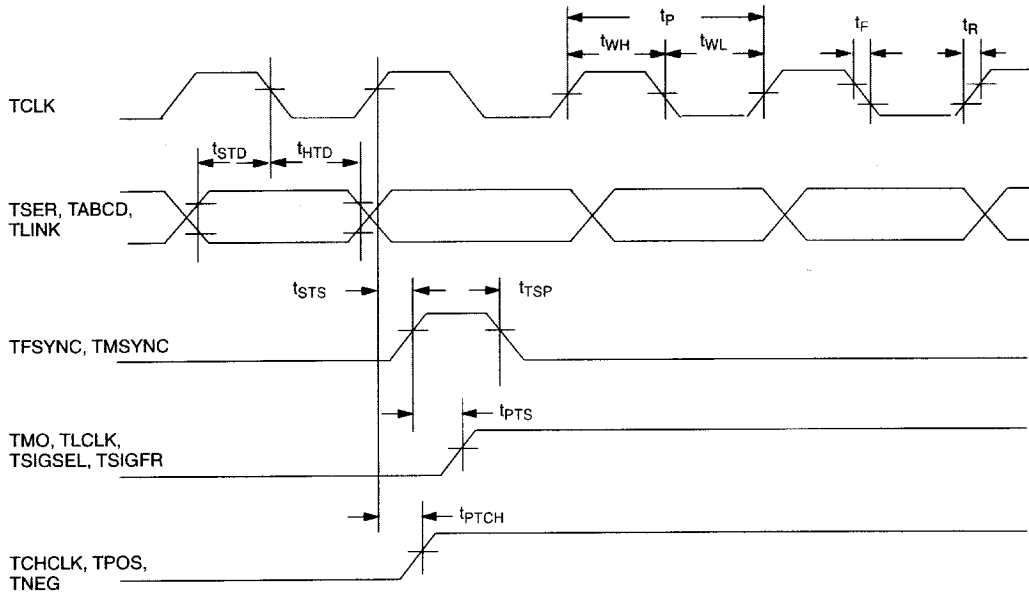 tP
tWH tWL tF tR
TCLK
tSTD tHTD
TSER, TABCD,
TLINK
tSTS tTSP
TFSYNC, TMSYNC
tPTS
TMO, TLCLK,
TSIGSEL, TSIGFR
tPTCH
TCHCLK, TPOS,
TNEG